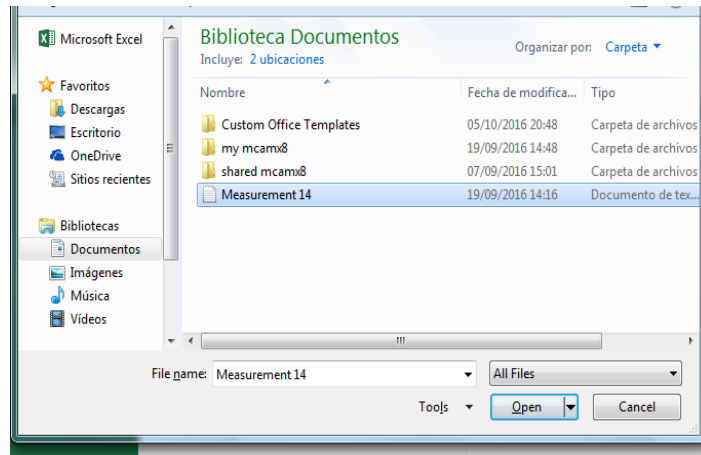 Microsoft Excel
Favoritos
Descargas
Escritorio
OneDrive
Sitios recientes
Bibliotecas
Documentos
Imágenes
Música
Vídeos
Biblioteca Documentos
Incluye: 2 ubicaciones
Organizar por: Carpeta
Nombre Fecha de modifica... Tipo
Custom Office Templates 05/10/2016 20:48 Carpeta de archivos
my mcamx8 19/09/2016 14:48 Carpeta de archivos
shared mcamx8 07/09/2016 15:01 Carpeta de archivos
Measurement 14 19/09/2016 14:16 Documento de tex...
File name: Measurement 14 All Files
Tools Open Cancel